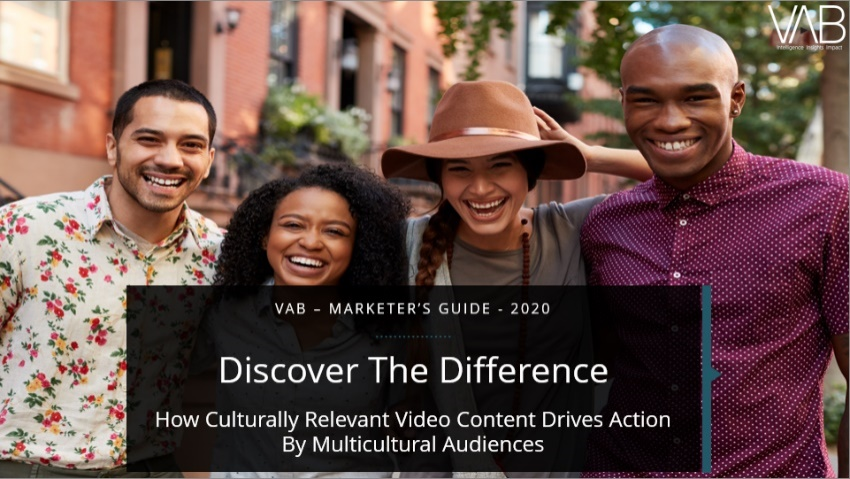 VAB
intelligence insights impact
VAB – MARKETER'S GUIDE - 2020
Discover The Difference
How Culturally Relevant Video Content Drives Action
By Multicultural Audiences